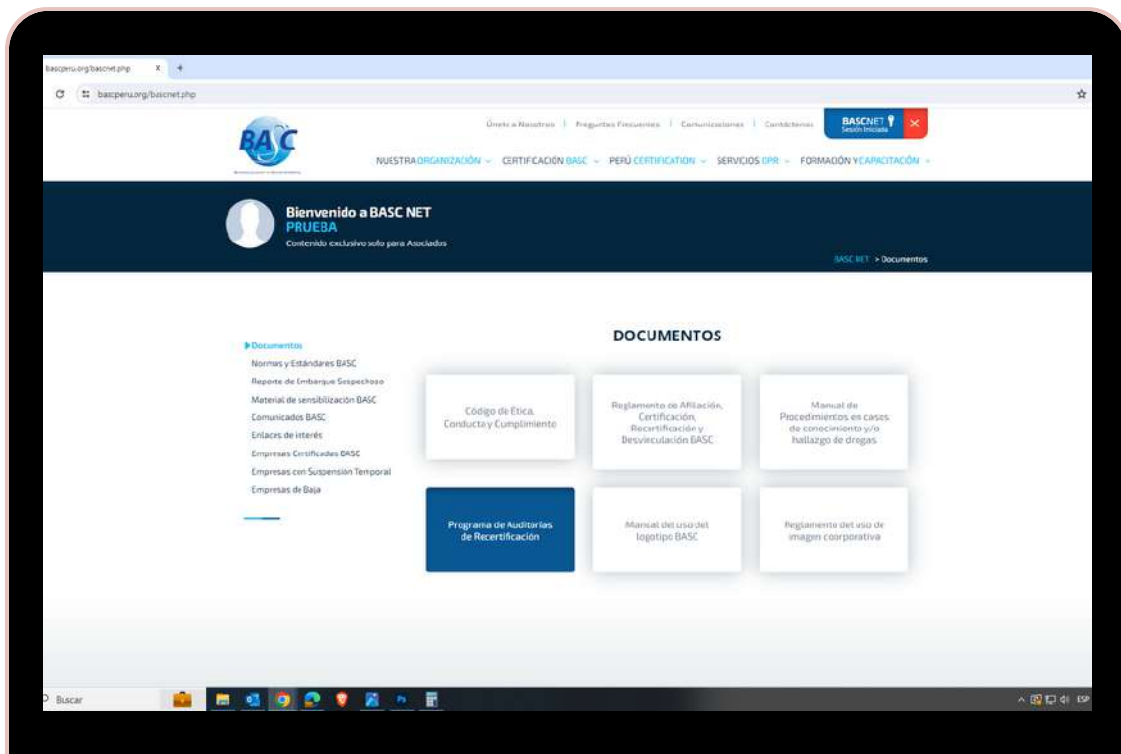 bascperu.org/bascnet.php X +
bascperu.org/bascnet.php
BASC
Únete a Nosotros | Preguntas Frecuentes | Comunicaciones | Contáctenos
BASCNET
Sesión Iniciada
NUESTRA ORGANIZACIÓN
CERTIFICACIÓN BASC
PERÚ CERTIFICATION
SERVICIOS OPR
FORMACIÓN Y CAPACITACIÓN
Bienvenido a BASC NET
PRUEBA
Contenido exclusivo solo para Asociados
BASC NET > Documentos
Documentos
Normas y Estándares BASC
Reporte de Embarque Sospechoso
Material de sensibilización BASC
Comunicados BASC
Enlaces de interés
Empresas Certificadas BASC
Empresas con Suspensión Temporal
Empresas de Baja
DOCUMENTOS
Código de Ética,
Conducta y Cumplimiento
Reglamento de Afiliación,
Certificación,
Recertificación y
Desvinculación BASC
Manual de
Procedimientos en casos
de conocimiento y/o
hallazgo de drogas
Programa de Auditorías
de Recertificación
Manual del uso del
logotipo BASC
Reglamento del uso de
imagen coorporativa
Buscar
ESP